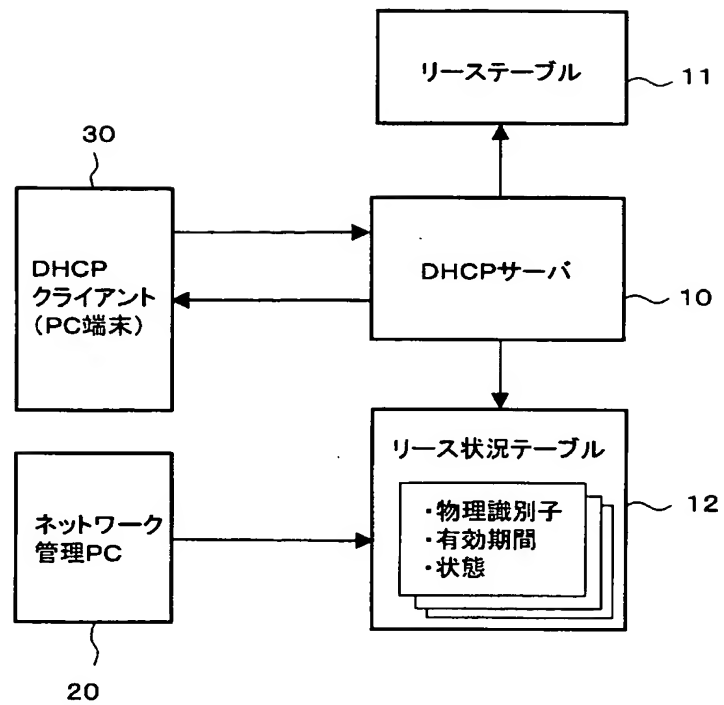 リーステーブル
11
30
DHCP
クライアント
(PC端末)
DHCPサーバ
10
リース状況テーブル
・物理識別子
・有効期間
・状態
12
ネットワーク
管理PC
20